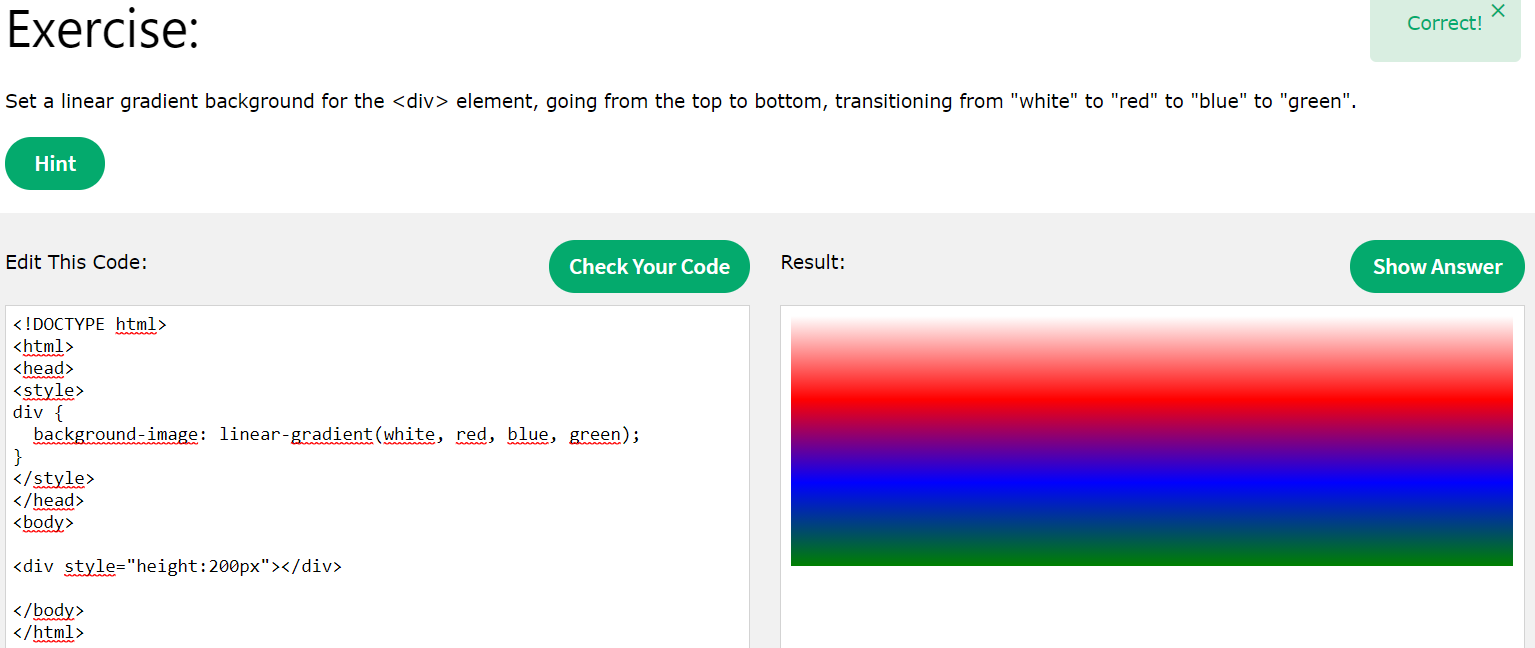 Exercise:
Correct! ×
Set a linear gradient background for the <div> element, going from the top to bottom, transitioning from "white" to "red" to "blue" to "green".
Hint
Edit This Code:
Check Your Code
Result:
Show Answer
<!DOCTYPE html>
<html>
<head>
<style>
div {
  background-image: linear-gradient(white, red, blue, green);
}
</style>
</head>
<body>
<div style="height:200px"></div>
</body>
</html>